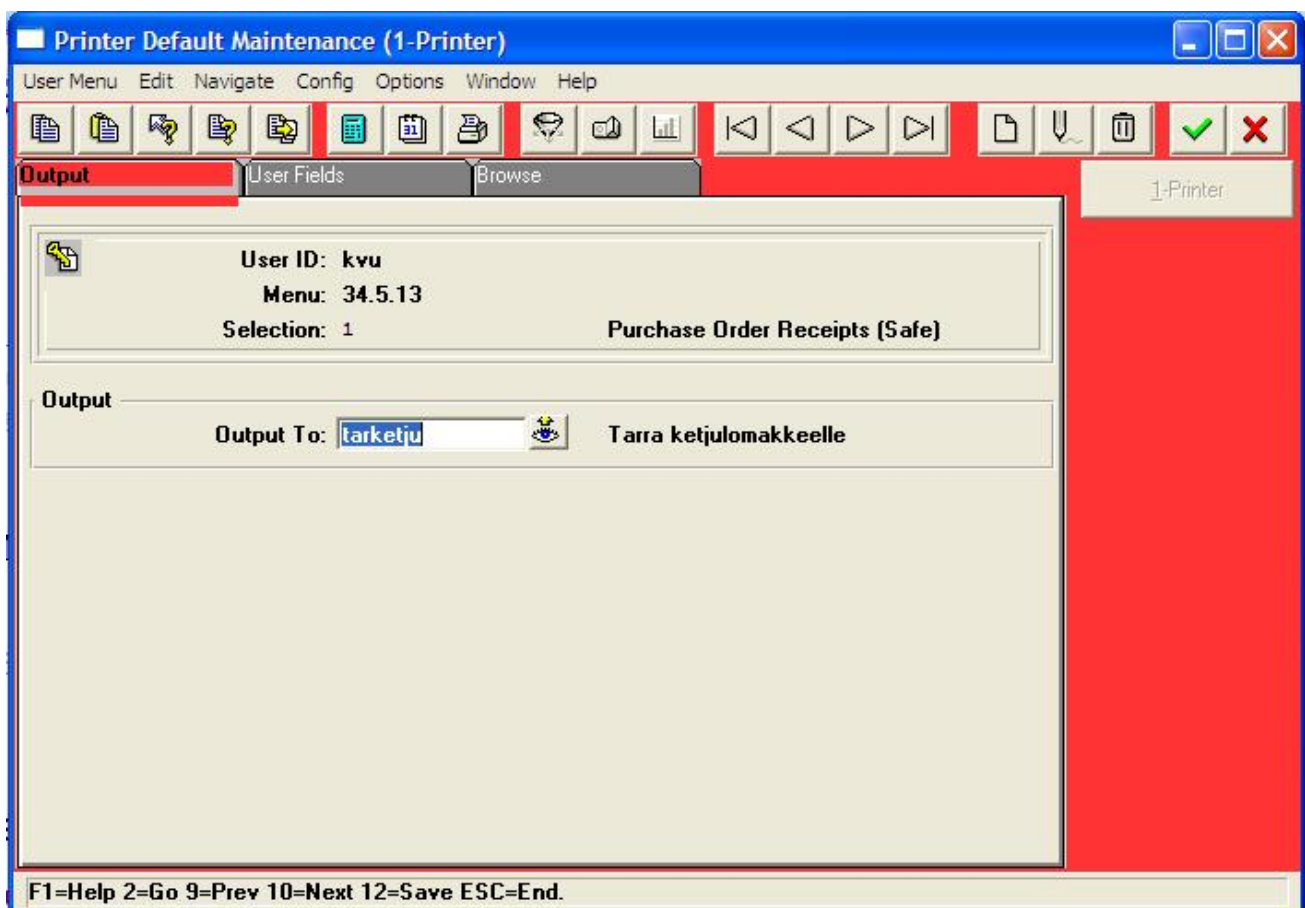 Printer Default Maintenance (1-Printer)
User Menu Edit Navigate Config Options Window Help
31
Output User Fields Browse
1-Printer
User ID: kvu
Menu: 34.5.13
Selection: 1 Purchase Order Receipts (Safe)
Output
Output To: tarketju Tarra ketjulomakkeelle
F1=Help 2=Go 9=Prev 10=Next 12=Save ESC=End.